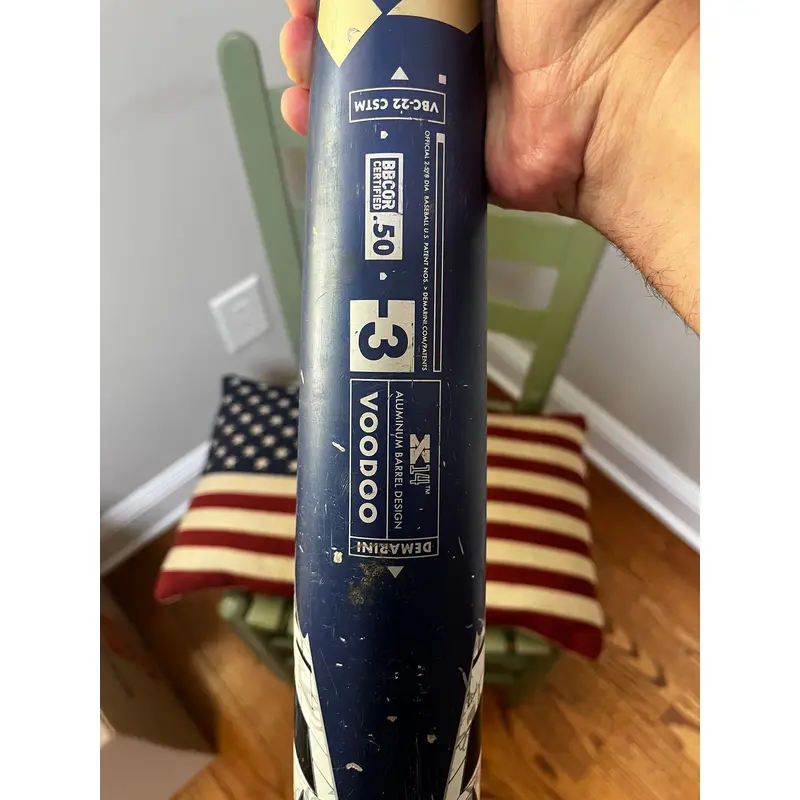 VBC-22 CSTM
BBCOR
CERTIFIED
.50
OFFICIAL 2-5/8 DIA. BASEBALL U.S. PATENT NOS. > DEMARINI.COM/PATENTS
-3
X14™
ALUMINUM BARREL DESIGN
VOODOO
DEMARINI